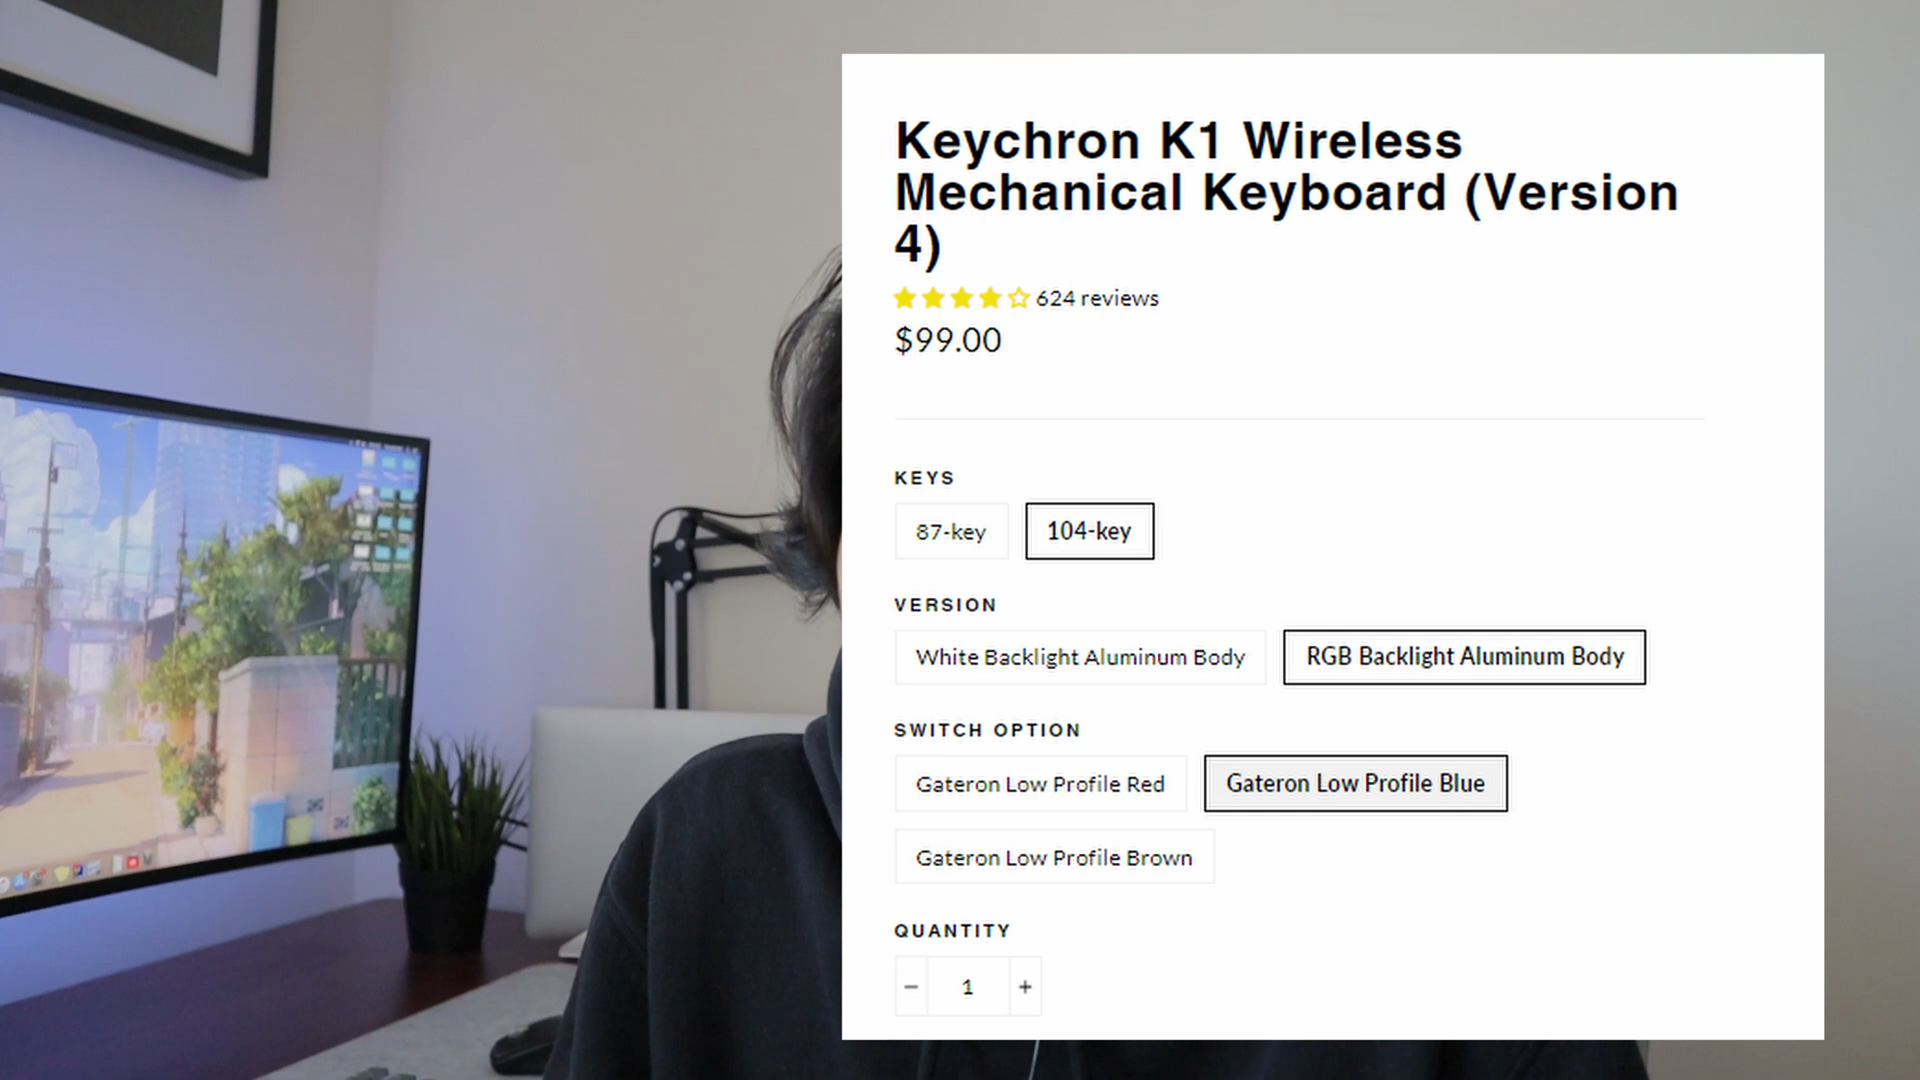 Keychron K1 Wireless
Mechanical Keyboard (Version
4)
624 reviews
$99.00
KEYS
87-key 104-key
VERSION
White Backlight Aluminum Body RGB Backlight Aluminum Body
SWITCH OPTION
Gateron Low Profile Red Gateron Low Profile Blue
Gateron Low Profile Brown
QUANTITY
− 1 +